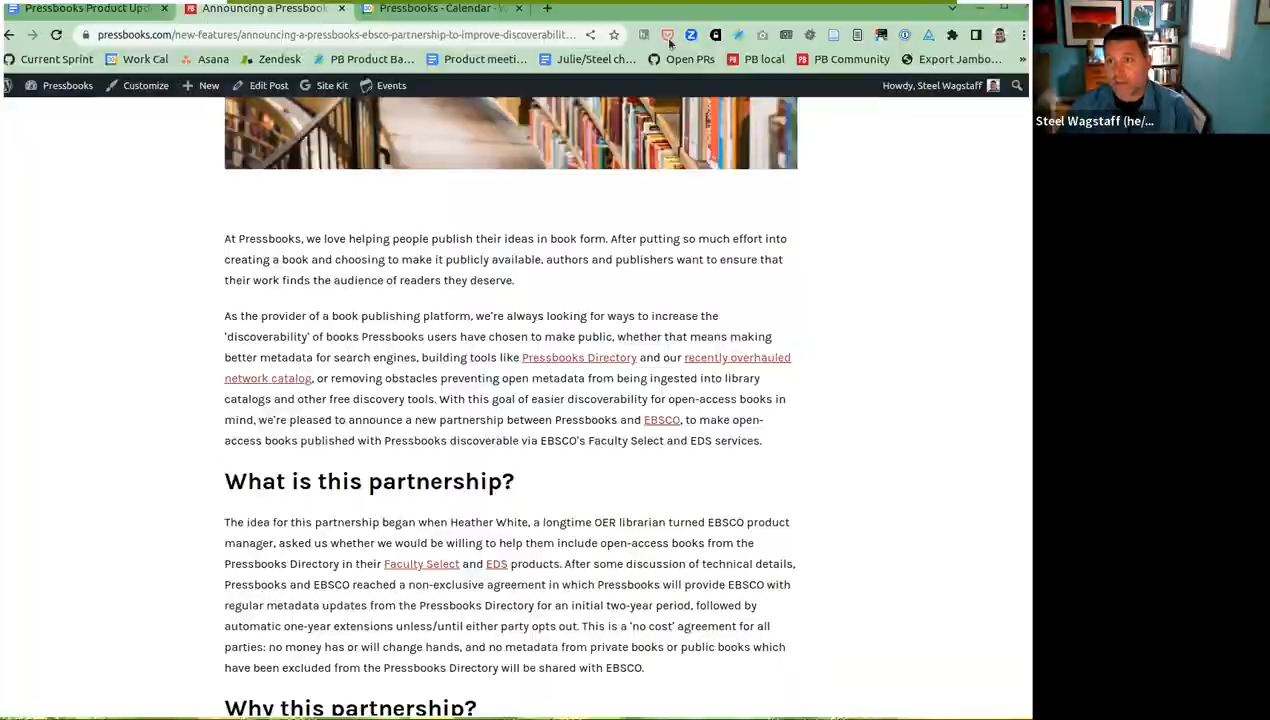 Pressbooks Product Upd
Announcing a Pressbook
Pressbooks - Calendar - W
pressbooks.com/new-features/announcing-a-pressbooks-ebsco-partnership-to-improve-discoverabilit...
Current Sprint
Work Cal
Asana
Zendesk
PB Product Ba...
Product meeti...
Julie/Steel ch...
Open PRs
PB local
PB Community
Export Jambo...
»
Pressbooks
Customize
New
Edit Post
Site Kit
Events
Howdy, Steel Wagstaff
Steel Wagstaff (he/...
At Pressbooks, we love helping people publish their ideas in book form. After putting so much effort into
creating a book and choosing to make it publicly available, authors and publishers want to ensure that
their work finds the audience of readers they deserve.
As the provider of a book publishing platform, we're always looking for ways to increase the
'discoverability' of books Pressbooks users have chosen to make public, whether that means making
better metadata for search engines, building tools like Pressbooks Directory and our recently overhauled
network catalog, or removing obstacles preventing open metadata from being ingested into library
catalogs and other free discovery tools. With this goal of easier discoverability for open-access books in
mind, we're pleased to announce a new partnership between Pressbooks and EBSCO, to make open-
access books published with Pressbooks discoverable via EBSCO's Faculty Select and EDS services.
What is this partnership?
The idea for this partnership began when Heather White, a longtime OER librarian turned EBSCO product
manager, asked us whether we would be willing to help them include open-access books from the
Pressbooks Directory in their Faculty Select and EDS products. After some discussion of technical details,
Pressbooks and EBSCO reached a non-exclusive agreement in which Pressbooks will provide EBSCO with
regular metadata updates from the Pressbooks Directory for an initial two-year period, followed by
automatic one-year extensions unless/until either party opts out. This is a 'no cost' agreement for all
parties: no money has or will change hands, and no metadata from private books or public books which
have been excluded from the Pressbooks Directory will be shared with EBSCO.
Why this partnership?